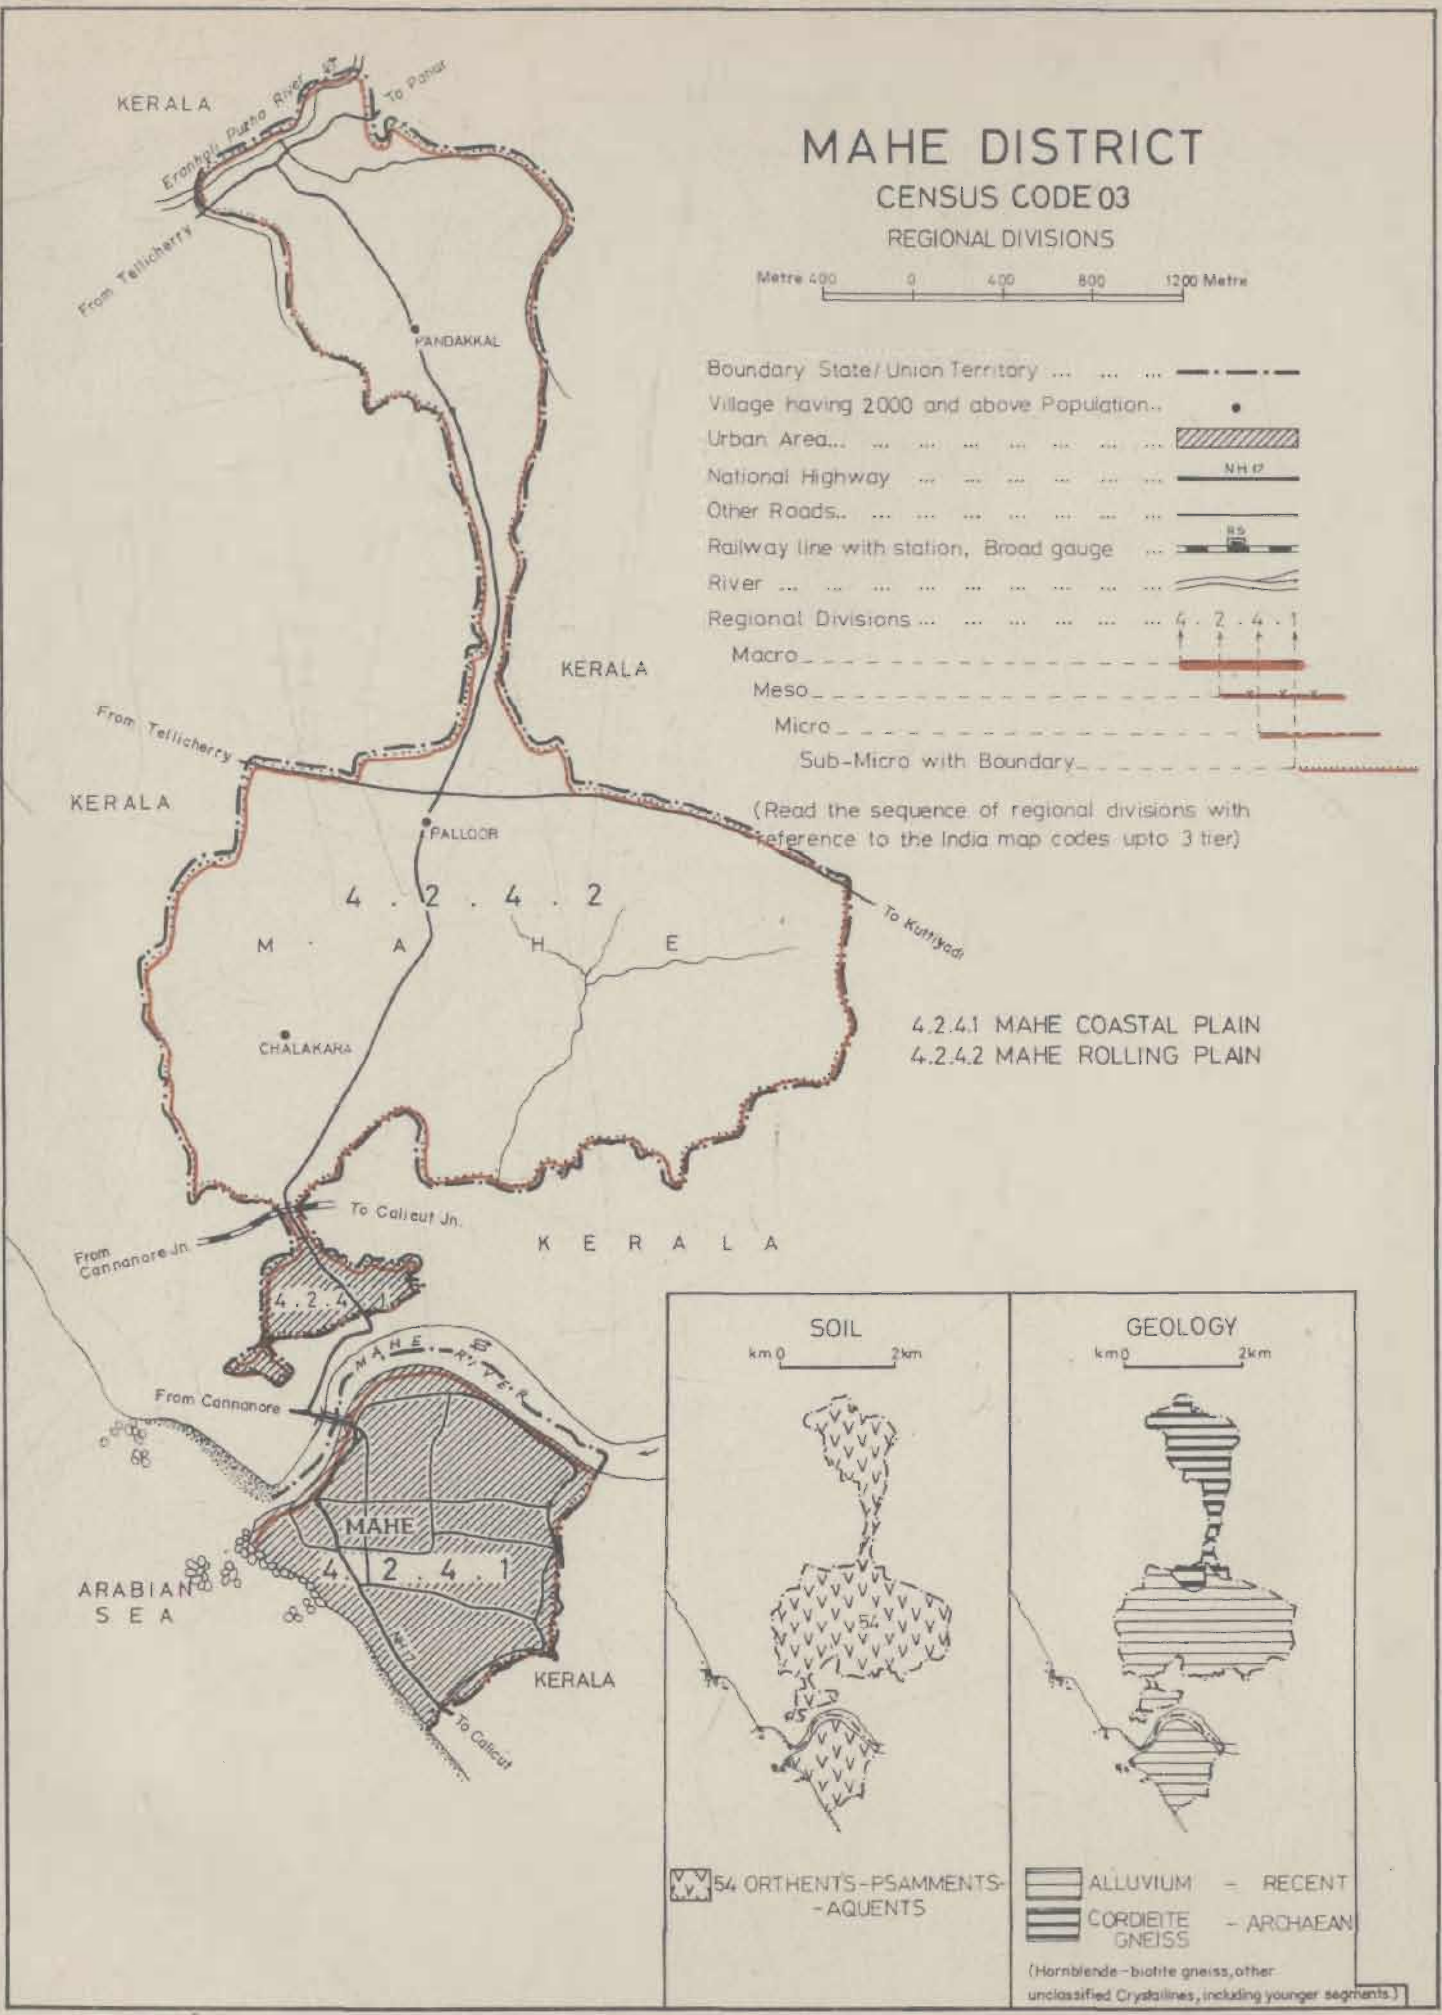 MAHE DISTRICT
CENSUS CODE 03
REGIONAL DIVISIONS
Metre 400 0 400 800 1200 Metre
Boundary State/Union Territory ... ... ...
Village having 2000 and above Population..
Urban Area... ... ... ... ... ... ... ...
National Highway ... ... ... ... ... ...
NH 17
Other Roads.. ... ... ... ... ... ... ...
Railway line with station, Broad gauge ...
RS
River ... ... ... ... ... ... ... ... ...
Regional Divisions ... ... ... ... ... ... 4 . 2 . 4 . 1
Macro
Meso
Micro
Sub-Micro with Boundary
(Read the sequence of regional divisions with
reference to the India map codes upto 3 tier)
KERALA
Eranholi Puzha River
To Panur
From Tellicherry
PANDAKKAL
KERALA
From Tellicherry
KERALA
PALLOOR
4 . 2 . 4 . 2
M A H E
To Kuttiyadi
CHALAKARA
4.2.4.1 MAHE COASTAL PLAIN
4.2.4.2 MAHE ROLLING PLAIN
To Calicut Jn.
From
Cannanore Jn.
K E R A L A
4.2.4.1
MAHE RIVER
From Cannanore
MAHE
4 . 2 . 4 . 1
ARABIAN
SEA
NH 17
KERALA
To Calicut
SOIL
km 0 2km
54
54 ORTHENTS-PSAMMENTS-
-AQUENTS
GEOLOGY
km 0 2km
ALLUVIUM - RECENT
CORDIEITE - ARCHAEAN
GNEISS
(Hornblende-biotite gneiss, other
unclassified Crystallines, including younger segments.)